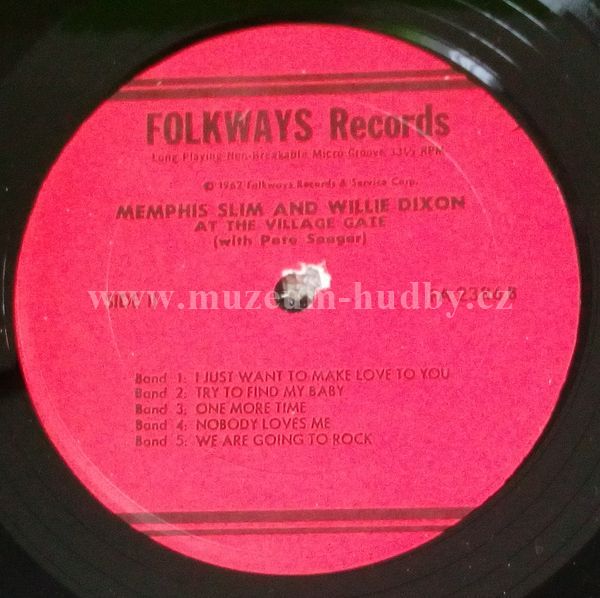 FOLKWAYS Records
Long Playing Non-Breakable Micro-Groove 33⅓ RPM
© 1962 Folkways Records & Service Corp.
MEMPHIS SLIM AND WILLIE DIXON
AT THE VILLAGE GATE
(with Pete Seeger)
www.muzeum-hudby.cz
SIDE
Band 1: I JUST WANT TO MAKE LOVE TO YOU
Band 2: TRY TO FIND MY BABY
Band 3; ONE MORE TIME
Band 4: NOBODY LOVES ME
Band 5: WE ARE GOING TO ROCK